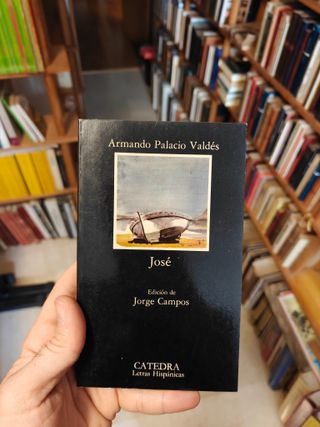 Armando Palacio Valdés
José
Edición de
Jorge Campos
CATEDRA
Letras Hispánicas